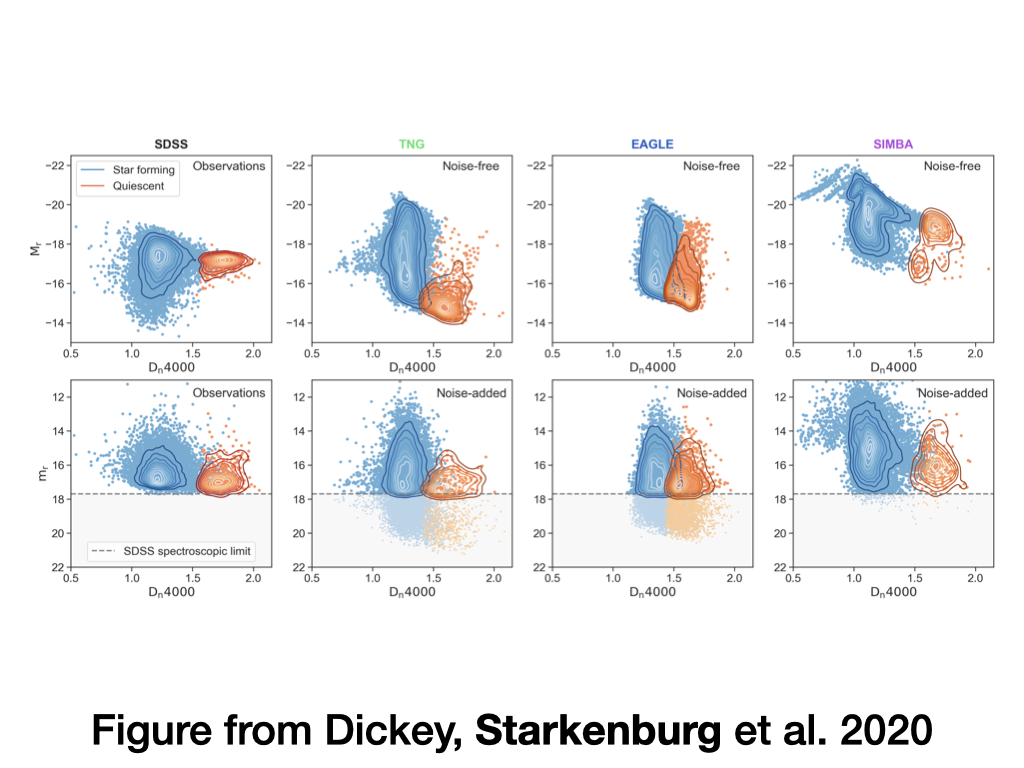 SDSS
TNG
EAGLE
SIMBA
Star forming
Quiescent
Observations
Noise-free
Noise-free
Noise-free
−22
−20
−18
−16
−14
Mr
0.5 1.0 1.5 2.0
Dn4000
−22
−20
−18
−16
−14
0.5 1.0 1.5 2.0
Dn4000
−22
−20
−18
−16
−14
0.5 1.0 1.5 2.0
Dn4000
−22
−20
−18
−16
−14
0.5 1.0 1.5 2.0
Dn4000
Observations
Noise-added
Noise-added
Noise-added
12
14
16
18
20
22
mr
SDSS spectroscopic limit
0.5 1.0 1.5 2.0
Dn4000
12
14
16
18
20
22
0.5 1.0 1.5 2.0
Dn4000
12
14
16
18
20
22
0.5 1.0 1.5 2.0
Dn4000
12
14
16
18
20
22
0.5 1.0 1.5 2.0
Dn4000
Figure from Dickey, Starkenburg et al. 2020